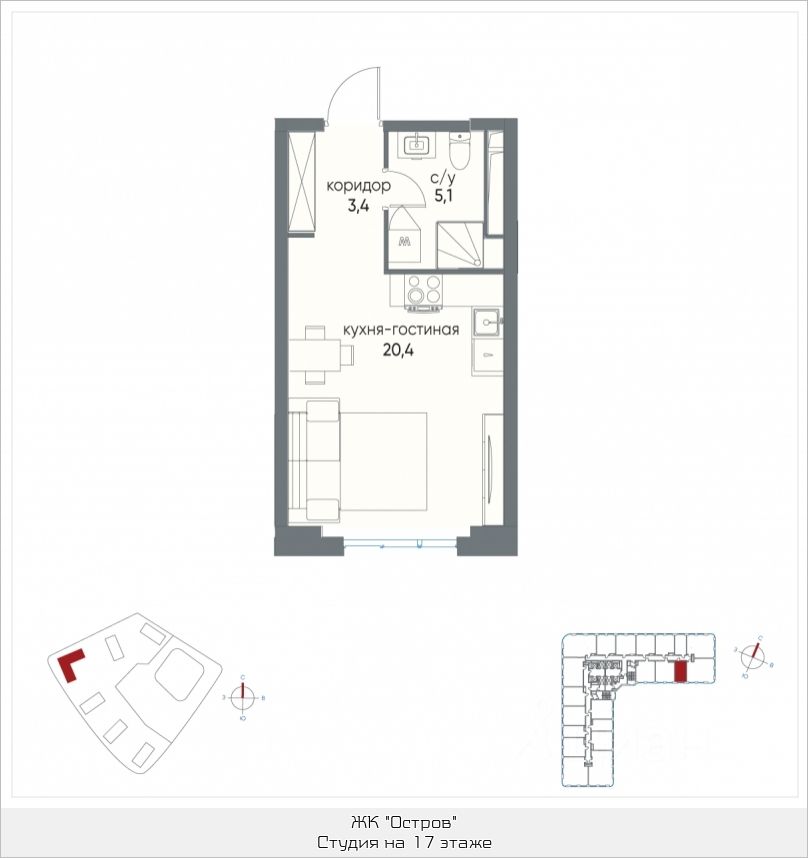 коридор
3,4
с/у
5,1
кухня-гостиная
20,4
С
З
В
Ю
С
З
В
Ю
ЖК "Остров"
Студия на 17 этаже